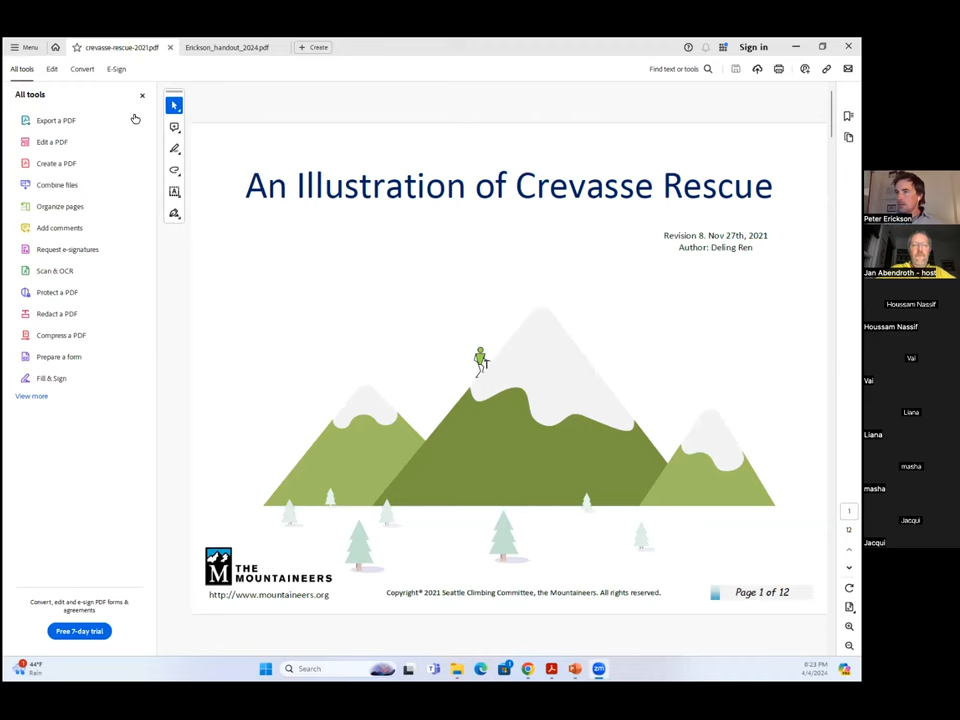 Menu
crevasse-rescue-2021.pdf
Erickson_handout_2024.pdf
+ Create
Sign in
All tools
Edit
Convert
E-Sign
Find text or tools
All tools
Export a PDF
Edit a PDF
Create a PDF
Combine files
Organize pages
Add comments
Request e-signatures
Scan & OCR
Protect a PDF
Redact a PDF
Compress a PDF
Prepare a form
Fill & Sign
View more
Convert, edit and e-sign PDF forms &
agreements
Free 7-day trial
An Illustration of Crevasse Rescue
Revision 8. Nov 27th, 2021
Author: Deling Ren
M
THE
MOUNTAINEERS
http://www.mountaineers.org
Copyright® 2021 Seattle Climbing Committee, the Mountaineers. All rights reserved.
Page 1 of 12
1
12
Peter Erickson
Jan Abendroth - host
Houssam Nassif
Houssam Nassif
Vai
Vai
Liana
Liana
masha
masha
Jacqui
Jacqui
1
44°F
Rain
Search
zm
6:23 PM
4/4/2024